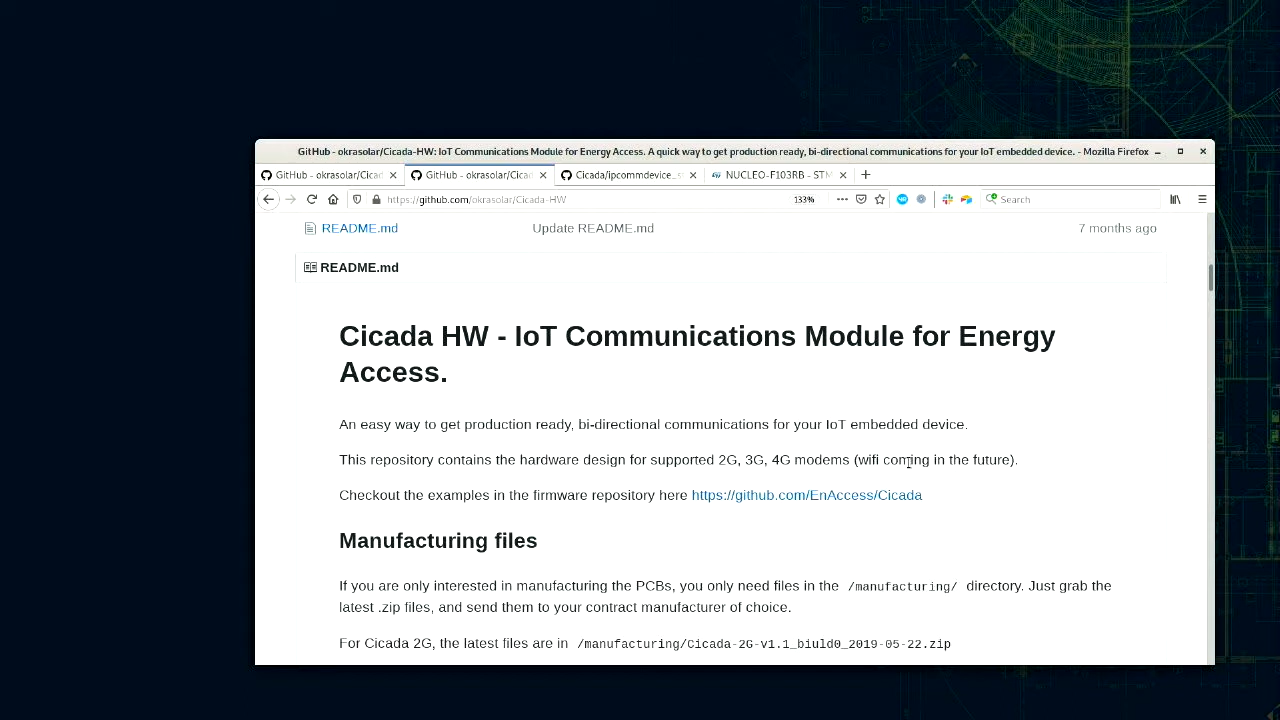 GitHub - okrasolar/Cicada-HW: IoT Communications Module for Energy Access. A quick way to get production ready, bi-directional communications for your IoT embedded device. - Mozilla Firefox
GitHub - okrasolar/Cicad
GitHub - okrasolar/Cicad
Cicada/ipcommdevice_s
NUCLEO-F103RB - STM
https://github.com/okrasolar/Cicada-HW
133%
Search
README.md Update README.md 7 months ago
README.md
Cicada HW - IoT Communications Module for Energy
Access.
An easy way to get production ready, bi-directional communications for your IoT embedded device.
This repository contains the hardware design for supported 2G, 3G, 4G modems (wifi coming in the future).
Checkout the examples in the firmware repository here https://github.com/EnAccess/Cicada
Manufacturing files
If you are only interested in manufacturing the PCBs, you only need files in the /manufacturing/ directory. Just grab the
latest .zip files, and send them to your contract manufacturer of choice.
For Cicada 2G, the latest files are in /manufacturing/Cicada-2G-v1.1_biuld0_2019-05-22.zip